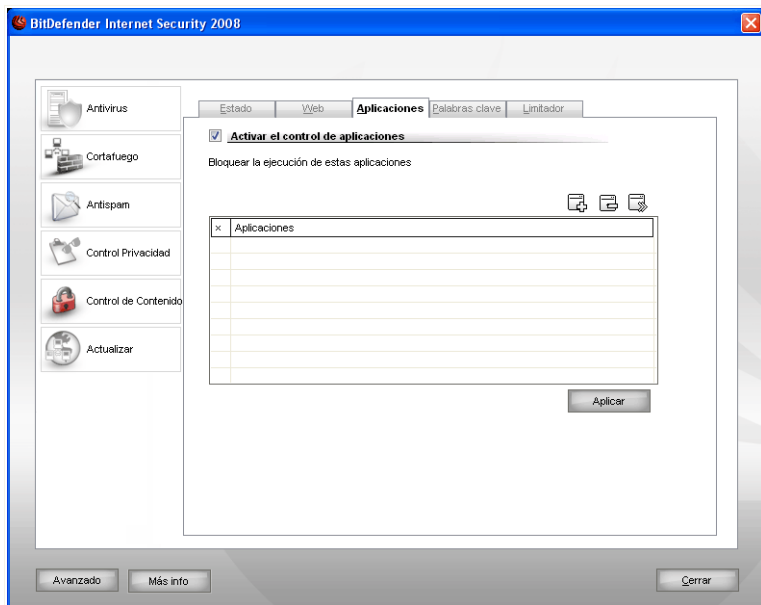 BitDefender Internet Security 2008
Antivirus
Cortafuego
Antispam
Control Privacidad
Control de Contenido
Actualizar
Estado Web Aplicaciones Palabras clave Limitador
Activar el control de aplicaciones
Bloquear la ejecución de estas aplicaciones
× Aplicaciones
Aplicar
Avanzado Más info Cerrar